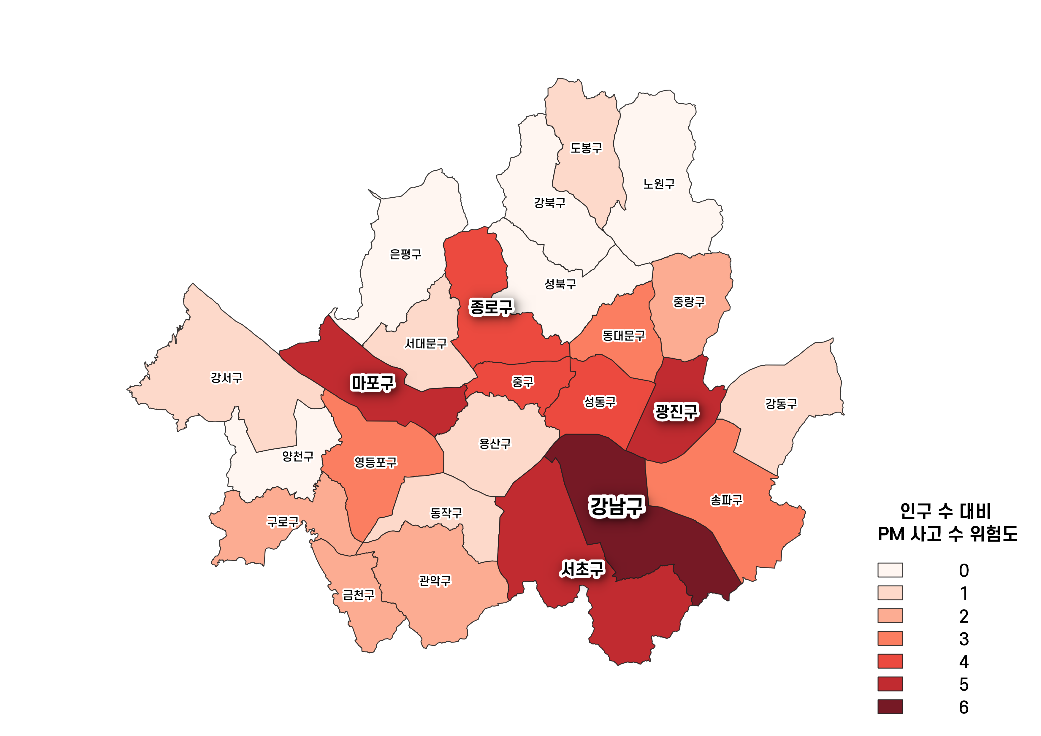 도봉구
노원구
강북구
은평구
성북구
중랑구
종로구
동대문구
서대문구
강서구
마포구
중구
성동구
광진구
강동구
용산구
양천구
영등포구
송파구
강남구
동작구
구로구
서초구
관악구
금천구
인구 수 대비
PM 사고 수 위험도
0
1
2
3
4
5
6